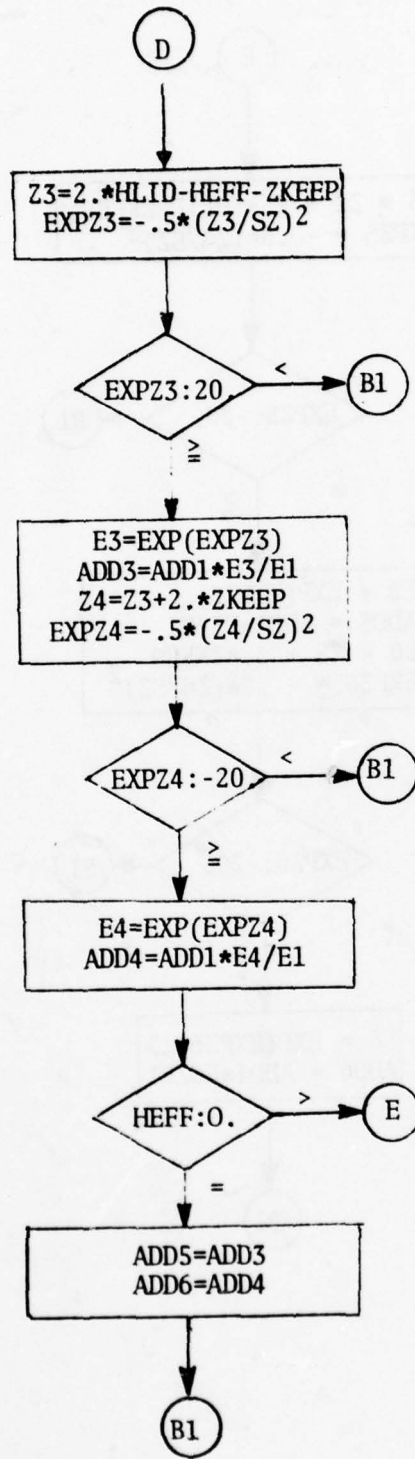 D
Z3=2.*HLID-HEFF-ZKEEP
EXPZ3=-.5*(Z3/SZ)²
EXPZ3:20.
<
B1
≥
E3=EXP(EXPZ3)
ADD3=ADD1*E3/E1
Z4=Z3+2.*ZKEEP
EXPZ4=-.5*(Z4/SZ)²
EXPZ4:-20.
<
B1
≥
E4=EXP(EXPZ4)
ADD4=ADD1*E4/E1
HEFF:0.
>
E
=
ADD5=ADD3
ADD6=ADD4
B1